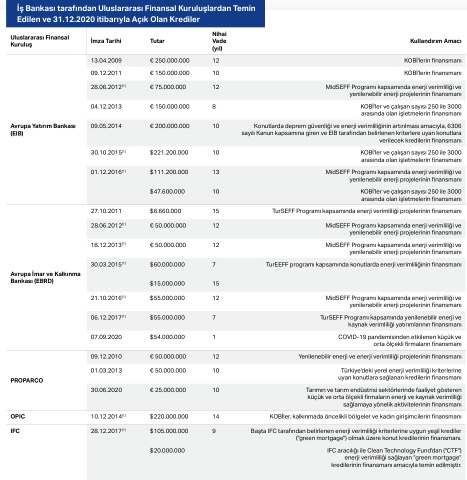 İş Bankası tarafından Uluslararası Finansal Kuruluşlardan Temin
Edilen ve 31.12.2020 itibarıyla Açık Olan Krediler
Uluslararası Finansal
Kuruluş
İmza Tarihi
Tutar
Nihai
Vade
(yıl)
Kullandırım Amacı
Avrupa Yatırım Bankası
(EIB)
13.04.2009 € 250.000.000 12 KOBİ'lerin finansmanı
09.12.2011 € 150.000.000 10 KOBİ'lerin finansmanı
28.06.2012 € 75.000.000 12 MidSEFF Programı kapsamında enerji verimliliği ve
yenilenebilir enerji projelerinin finansmanı
04.12.2013 € 150.000.000 8 KOBİ'ler ve çalışan sayısı 250 ile 3000
arasında olan işletmelerin finansmanı
09.05.2014 € 200.000.000 10 Konutlarda deprem güvenliği ve enerji verimliliğinin artırılması amacıyla, 6306
sayılı Kanun kapsamına giren ve EIB tarafından belirlenen kriterlere uyan konutlara
verilecek kredilerin finansmanı
30.10.2015 $221.200.000 10 KOBİ'ler ve çalışan sayısı 250 ile 3000
arasında olan işletmelerin finansmanı
01.12.2016 $111.200.000 13 MidSEFF Programı kapsamında enerji verimliliği ve
yenilenebilir enerji projelerinin finansmanı
$47.600.000 10 KOBİ'ler ve çalışan sayısı 250 ile 3000
arasında olan işletmelerin finansmanı
Avrupa İmar ve Kalkınma
Bankası (EBRD)
27.10.2011 $6.660.000 15 TurSEFF Programı kapsamında enerji verimliliği projelerinin finansmanı
28.06.2012 € 50.000.000 12 MidSEFF Programı kapsamında enerji verimliliği ve
yenilenebilir enerji projelerinin finansmanı
18.12.2013 € 50.000.000 12 MidSEFF Programı kapsamında enerji verimliliği ve
yenilenebilir enerji projelerinin finansmanı
30.03.2015 $60.000.000 7 TurEEFF programı kapsamında konutlarda enerji verimliliğinin finansmanı
$15.000.000 15
21.10.2016 $55.000.000 12 MidSEFF Programı kapsamında enerji verimliliği ve
yenilenebilir enerji projelerinin finansmanı
06.12.2017 $55.000.000 7 TurSEFF Programı kapsamında yenilenebilir enerji ve
kaynak verimliliği yatırımlarının finansmanı
07.09.2020 $54.000.000 1 COVID-19 pandemisinden etkilenen küçük ve
orta ölçekli firmaların finansmanı
PROPARCO
09.12.2010 € 50.000.000 12 Yenilenebilir enerji ve enerji verimliliği projelerinin finansmanı
01.03.2013 € 50.000.000 10 Türkiye'deki yerel enerji verimliliği kriterlerine
uyan konutlara sağlanan kredilerin finansmanı
30.06.2020 € 25.000.000 10 Tarımın ve tarım endüstrisi sektörlerinde faaliyet gösteren
küçük ve orta ölçekli firmaların enerji ve kaynak verimliliği
sağlamaya yönelik aktivitelerinin finansmanı
OPIC 10.12.2014 $220.000.000 14 KOBİler, kalkınmada öncelikli bölgeler ve kadın girişimcilerin finansmanı
IFC 28.12.2017 $105.000.000 9 Başta IFC tarafından belirlenen enerji verimliliği kriterlerine uygun yeşil krediler
("green mortgage") olmak üzere konut kredilerinin finansmanı.
$20.000.000 IFC aracılığı ile Clean Technology Fund'dan ("CTF")
enerji verimliliği sağlayan "green mortgage"
kredilerinin finansmanı amacıyla temin edilmiştir.